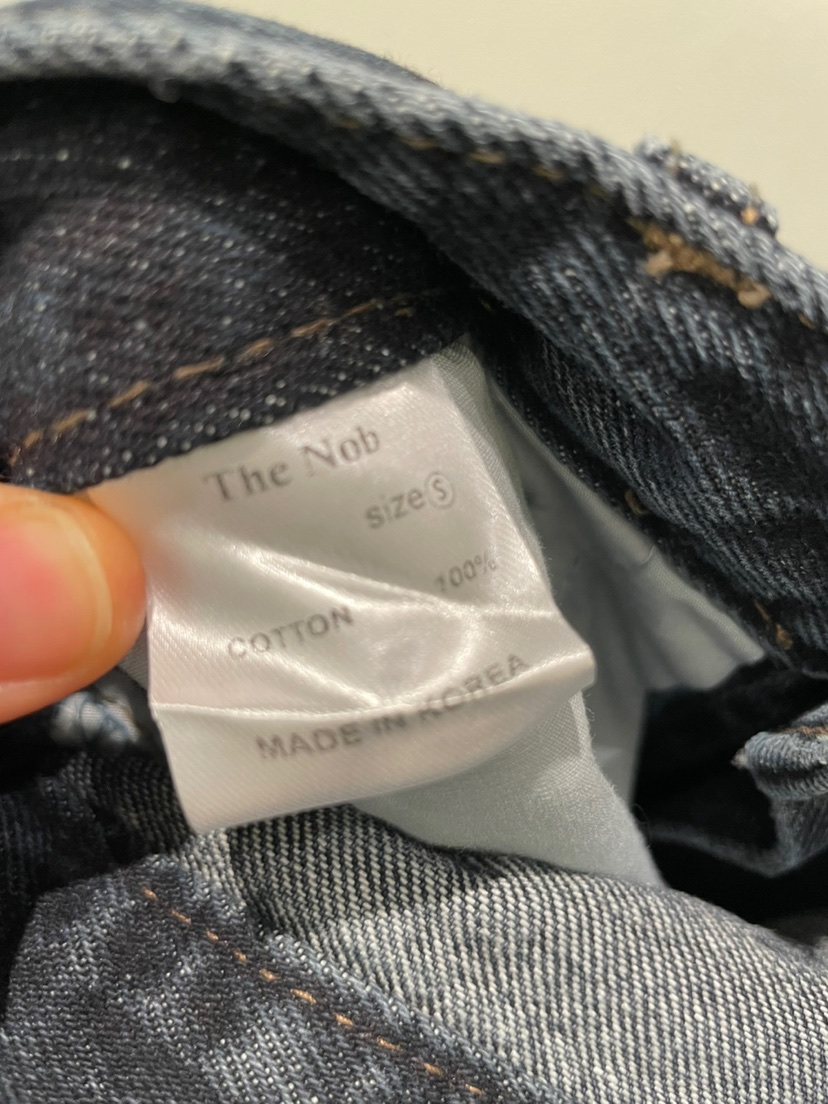 The Nob
size Ⓢ
COTTON 100%
MADE IN KOREA